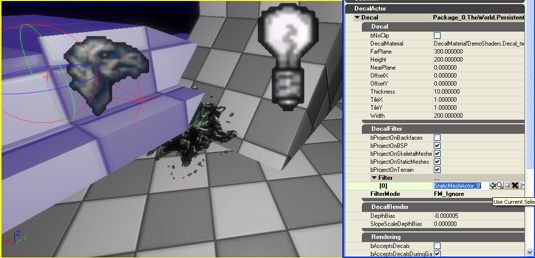 DecalActor
Decal Package_0.TheWorld.Persistent
Decal
bNoClip
DecalMaterial DecalMaterial'DemoShaders.Decal_te
FarPlane 300.000000
Height 200.000000
NearPlane 0.000000
OffsetX 0.000000
OffsetY 0.000000
Thickness 10.000000
TileX 1.000000
TileY 1.000000
Width 200.000000
DecalFilter
bProjectOnBackfaces
bProjectOnBSP
bProjectOnSkeletalMeshe
bProjectOnStaticMeshes
bProjectOnTerrain
Filter ...
[0] StaticMeshActor_0
FilterMode FM_Ignore
Use Current Selec
DecalRender
DepthBias -0.000005
SlopeScaleDepthBias 0.000000
Rendering
bAcceptsDecals
bAcceptsDecalsDuringGa